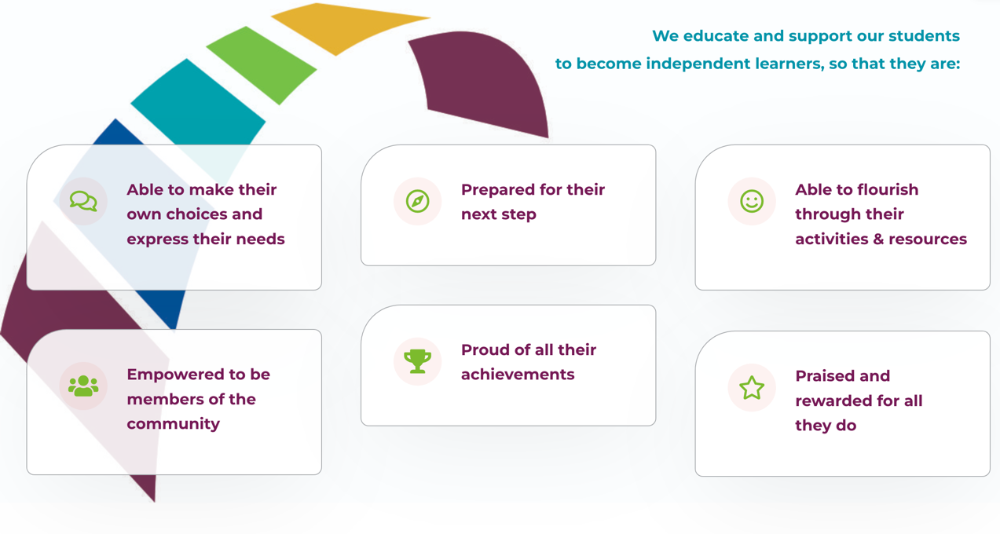 We educate and support our students
to become independent learners, so that they are:
Able to make their
own choices and
express their needs
Prepared for their
next step
Able to flourish
through their
activities & resources
Empowered to be
members of the
community
Proud of all their
achievements
Praised and
rewarded for all
they do